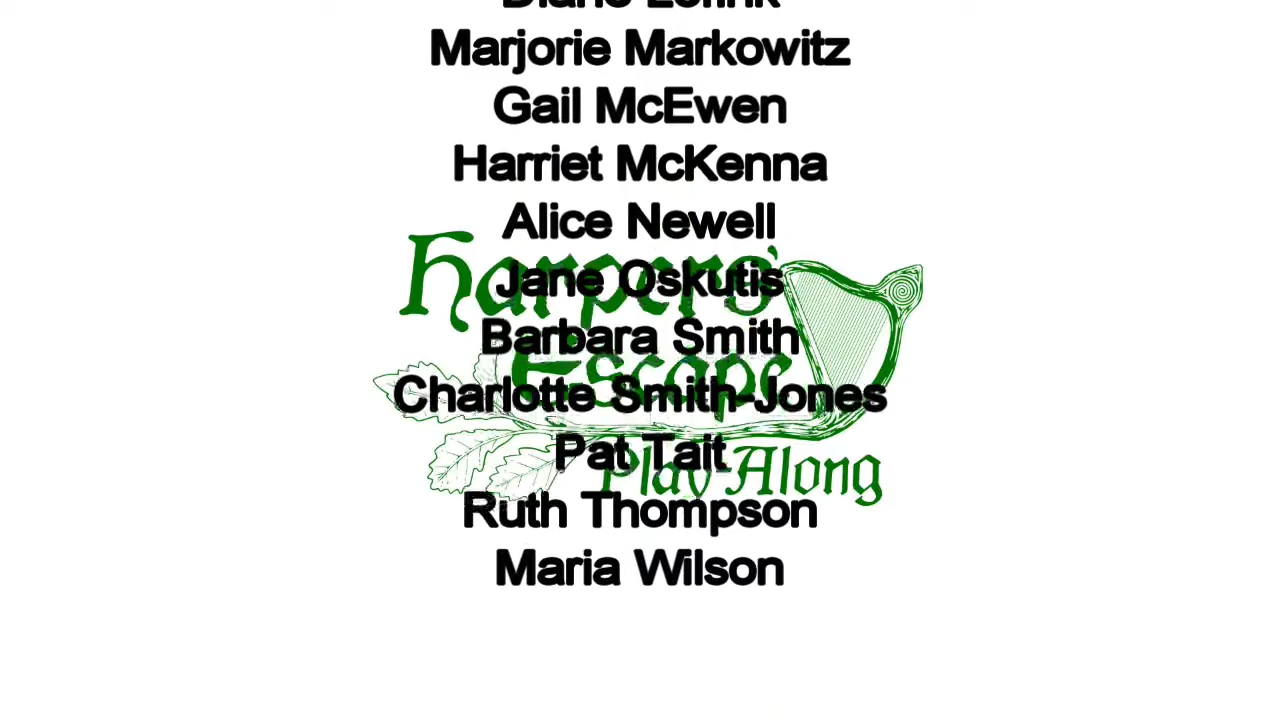 Marjorie Markowitz
Gail McEwen
Harriet McKenna
Alice Newell
Jane Oskutis
Barbara Smith
Charlotte Smith-Jones
Pat Tait
Ruth Thompson
Maria Wilson
Harpers'
Escape
Play Along